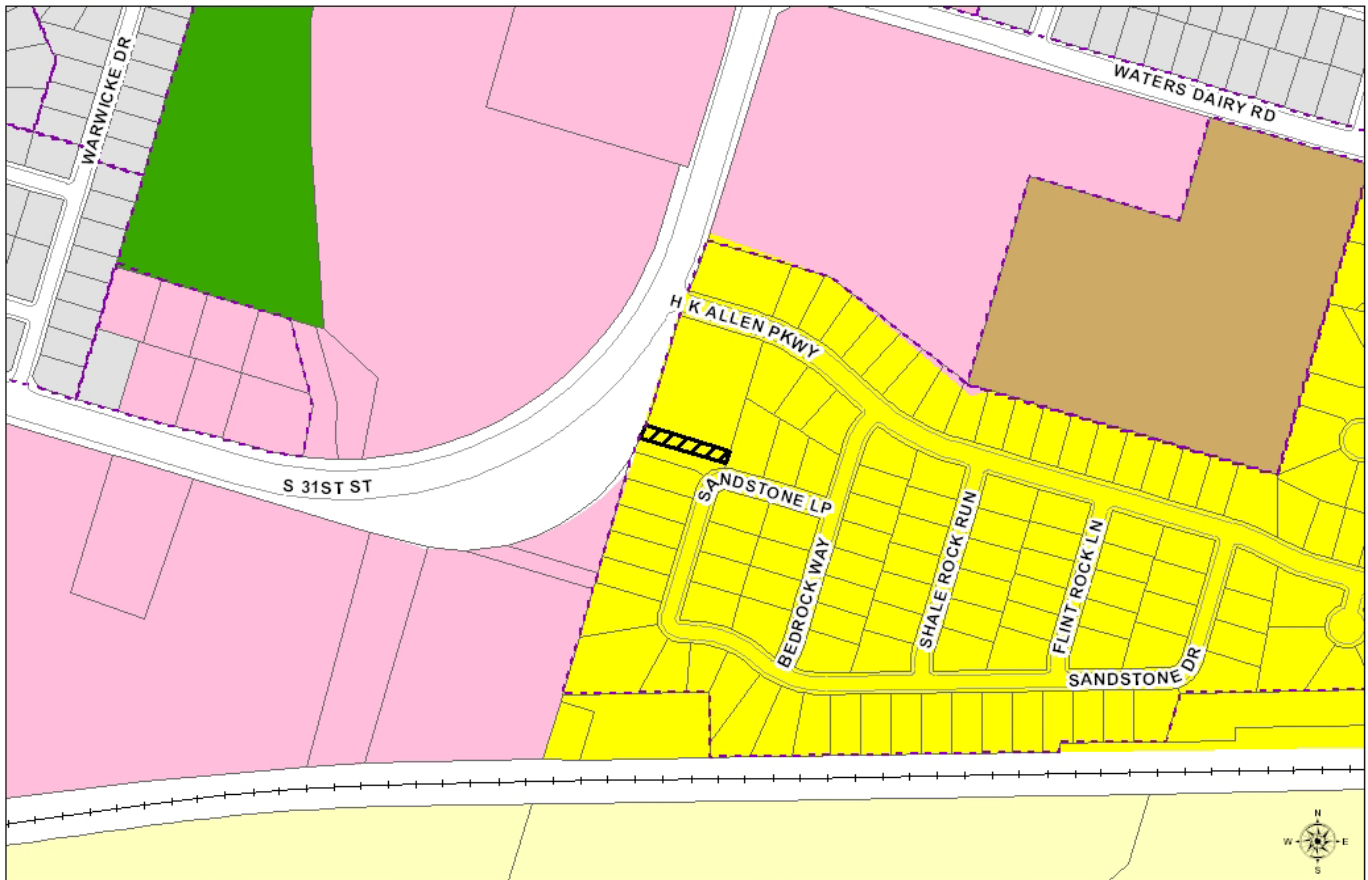 WARWICKE DR
WATERS DAIRY RD
H K ALLEN PKWY
S 31ST ST
SANDSTONE LP
BEDROCK WAY
SHALE ROCK RUN
FLINT ROCK LN
SANDSTONE DR
N
W E
S